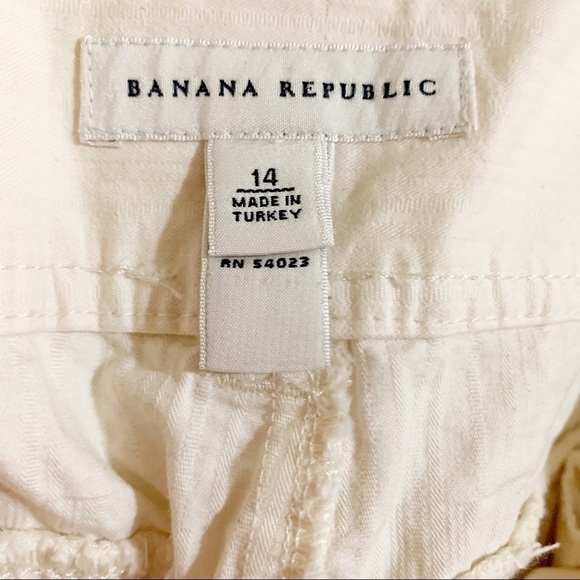 BANANA REPUBLIC
14
MADE IN
TURKEY
RN 54023